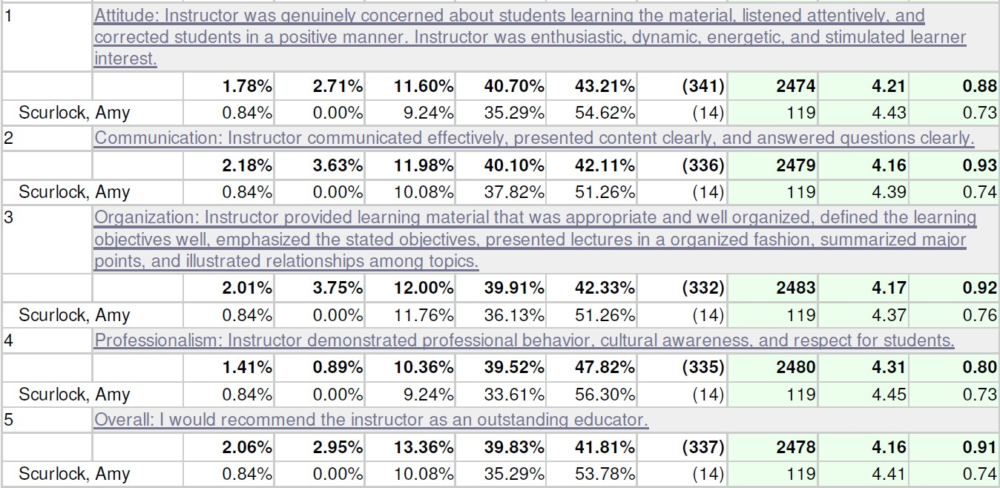 1 Attitude: Instructor was genuinely concerned about students learning the material, listened attentively, and
corrected students in a positive manner. Instructor was enthusiastic, dynamic, energetic, and stimulated learner
interest.
1.78% 2.71% 11.60% 40.70% 43.21% (341) 2474 4.21 0.88
Scurlock, Amy 0.84% 0.00% 9.24% 35.29% 54.62% (14) 119 4.43 0.73
2 Communication: Instructor communicated effectively, presented content clearly, and answered questions clearly.
2.18% 3.63% 11.98% 40.10% 42.11% (336) 2479 4.16 0.93
Scurlock, Amy 0.84% 0.00% 10.08% 37.82% 51.26% (14) 119 4.39 0.74
3 Organization: Instructor provided learning material that was appropriate and well organized, defined the learning
objectives well, emphasized the stated objectives, presented lectures in a organized fashion, summarized major
points, and illustrated relationships among topics.
2.01% 3.75% 12.00% 39.91% 42.33% (332) 2483 4.17 0.92
Scurlock, Amy 0.84% 0.00% 11.76% 36.13% 51.26% (14) 119 4.37 0.76
4 Professionalism: Instructor demonstrated professional behavior, cultural awareness, and respect for students.
1.41% 0.89% 10.36% 39.52% 47.82% (335) 2480 4.31 0.80
Scurlock, Amy 0.84% 0.00% 9.24% 33.61% 56.30% (14) 119 4.45 0.73
5 Overall: I would recommend the instructor as an outstanding educator.
2.06% 2.95% 13.36% 39.83% 41.81% (337) 2478 4.16 0.91
Scurlock, Amy 0.84% 0.00% 10.08% 35.29% 53.78% (14) 119 4.41 0.74